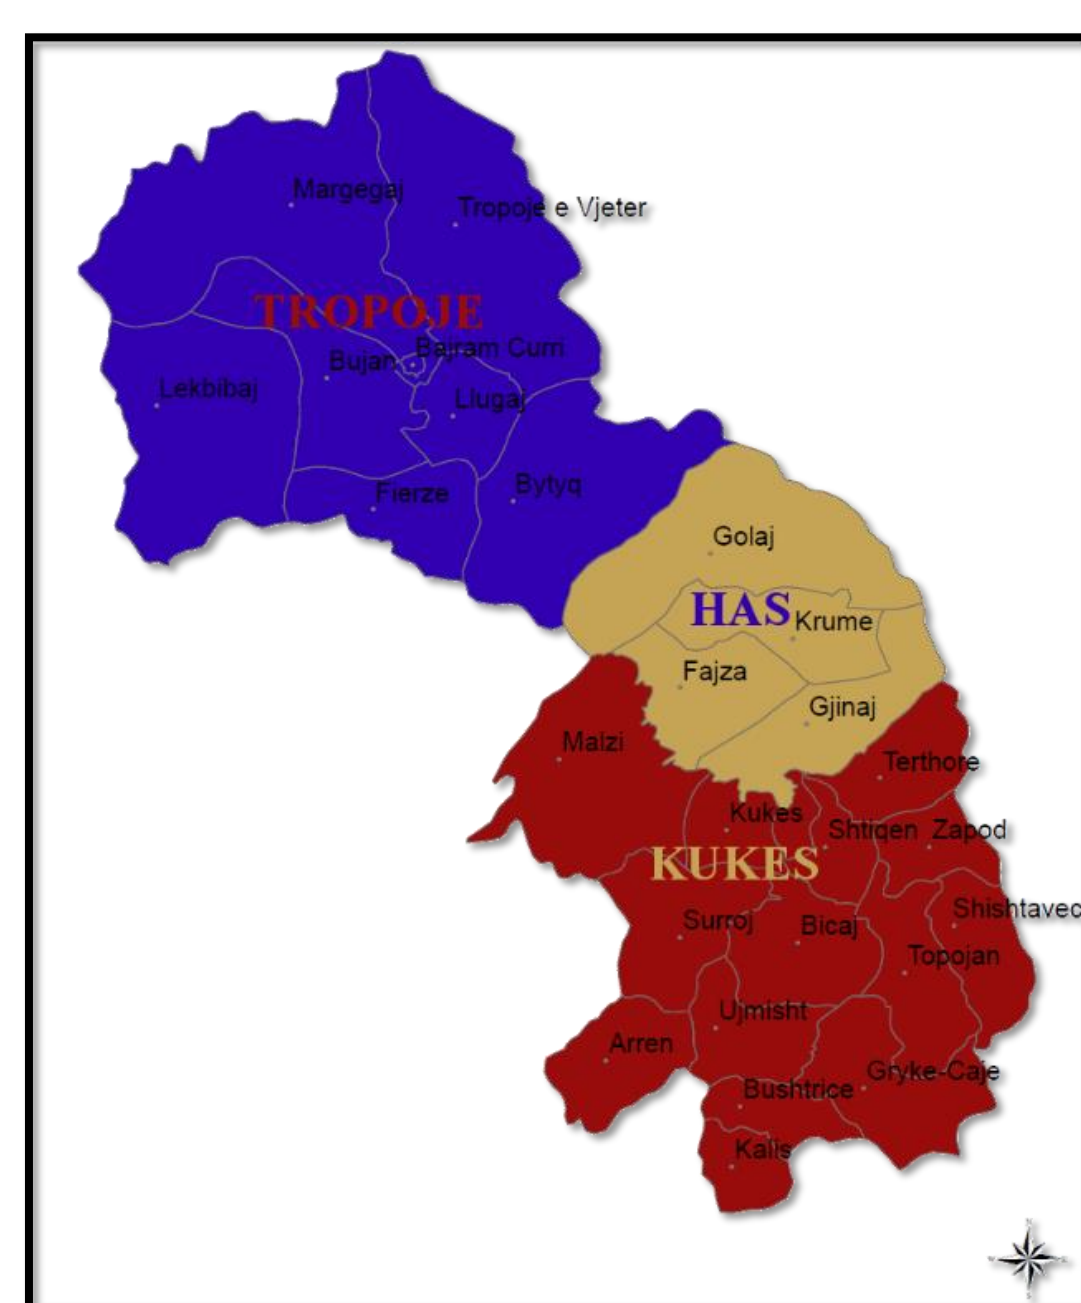 Margegaj
Tropoje e Vjeter
TROPOJE
Bajram Curri
Bujan
Lekbibaj
Llugaj
Fierze
Bytyq
Golaj
HAS
Krume
Fajza
Gjinaj
Malzi
Terthore
Kukes
Shtiqen
Zapod
KUKES
Shishtavec
Surroj
Bicaj
Topojan
Ujmisht
Arren
Gryke-Caje
Bushtrice
Kalis